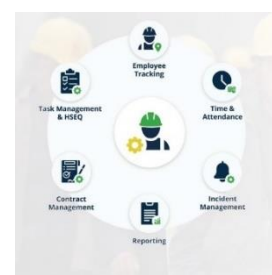 Employee
Tracking
Task Management
& HSEQ
Time &
Attendance
Contract
Management
Incident
Management
Reporting